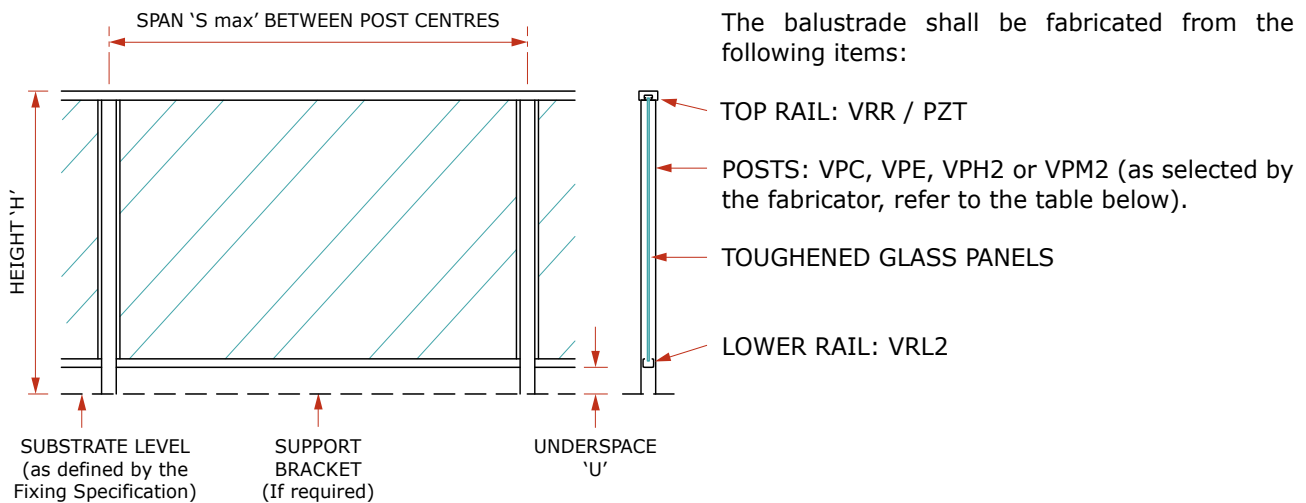 SPAN ‘S max’ BETWEEN POST CENTRES
HEIGHT ‘H’
SUBSTRATE LEVEL
(as defined by the
Fixing Specification)
SUPPORT
BRACKET
(If required)
UNDERSPACE
‘U’
The balustrade shall be fabricated from the
following items:
TOP RAIL: VRR / PZT
POSTS: VPC, VPE, VPH2 or VPM2 (as selected by
the fabricator, refer to the table below).
TOUGHENED GLASS PANELS
LOWER RAIL: VRL2